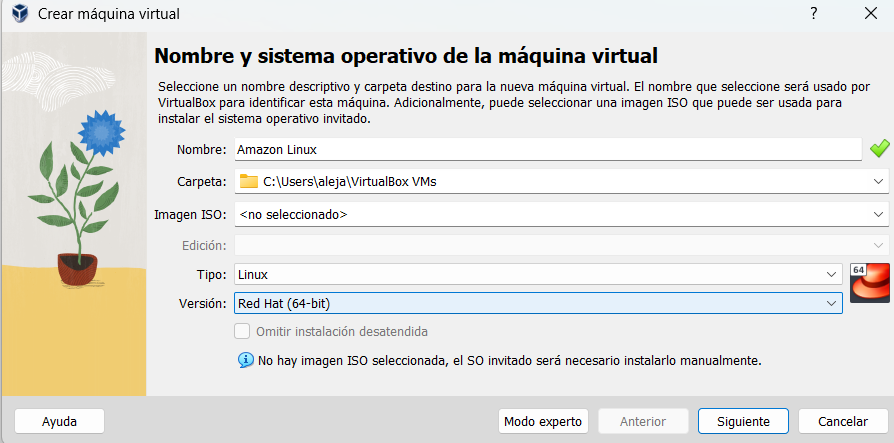 Crear máquina virtual
?
Nombre y sistema operativo de la máquina virtual
Seleccione un nombre descriptivo y carpeta destino para la nueva máquina virtual. El nombre que seleccione será usado por
VirtualBox para identificar esta máquina. Adicionalmente, puede seleccionar una imagen ISO que puede ser usada para
instalar el sistema operativo invitado.
Nombre: Amazon Linux
Carpeta: C:\Users\aleja\VirtualBox VMs
Imagen ISO: <no seleccionado>
Edición:
Tipo: Linux
64
Versión: Red Hat (64-bit)
Omitir instalación desatendida
No hay imagen ISO seleccionada, el SO invitado será necesario instalarlo manualmente.
Ayuda Modo experto Anterior Siguiente Cancelar